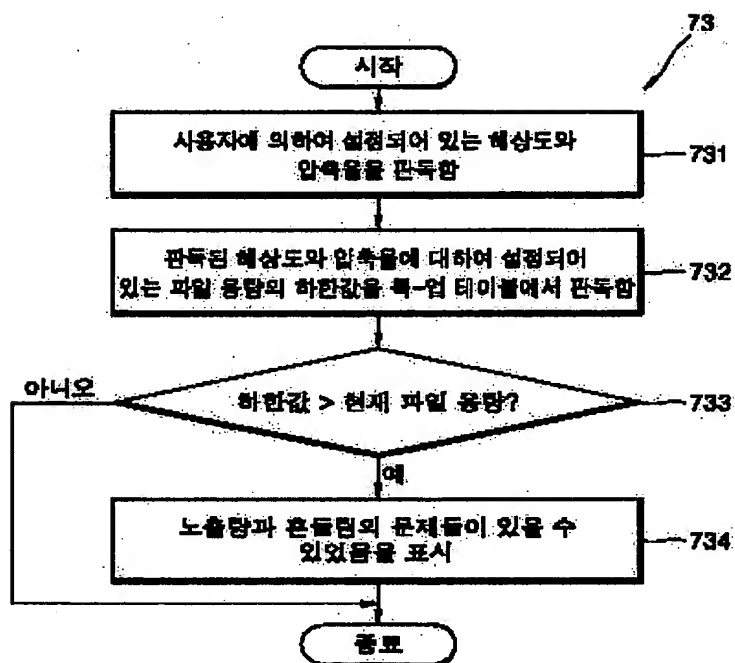 73
시작
사용자에 의하여 설정되어 있는 해상도와
압축율을 판독함
731
판독된 해상도와 압축율에 대하여 설정되어
있는 파일 용량의 하한값을 룩-업 테이블에서 판독함
732
아니오
하한값 > 현재 파일 용량?
733
예
노출량과 흔들림의 문제들이 있을 수
있었음을 표시
734
종료